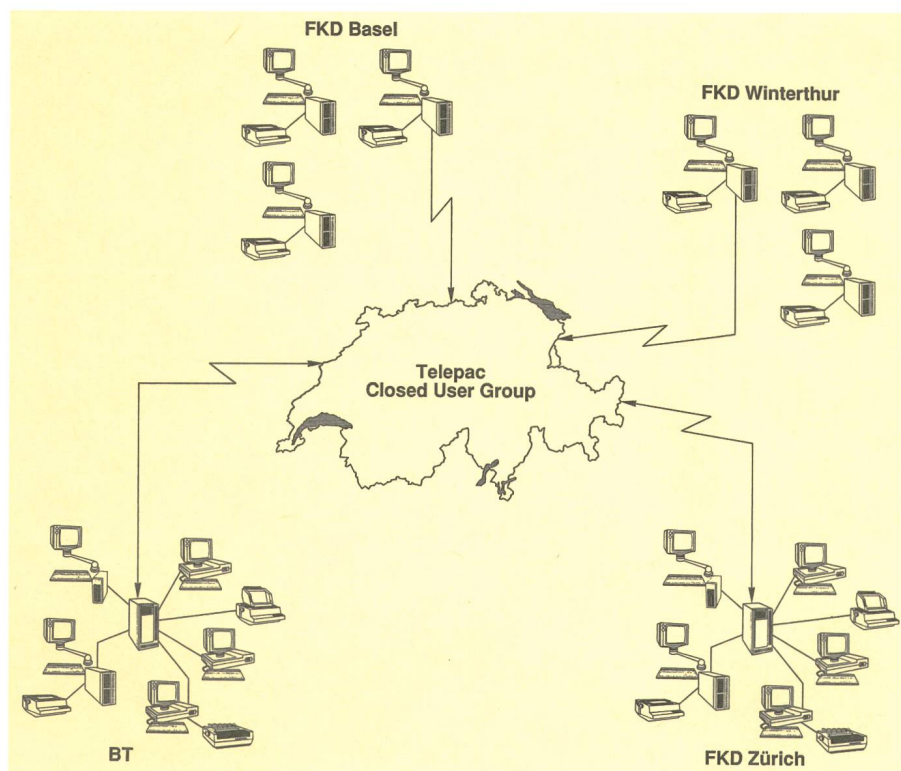 FKD Basel
FKD Winterthur
Telepac
Closed User Group
BT
FKD Zürich